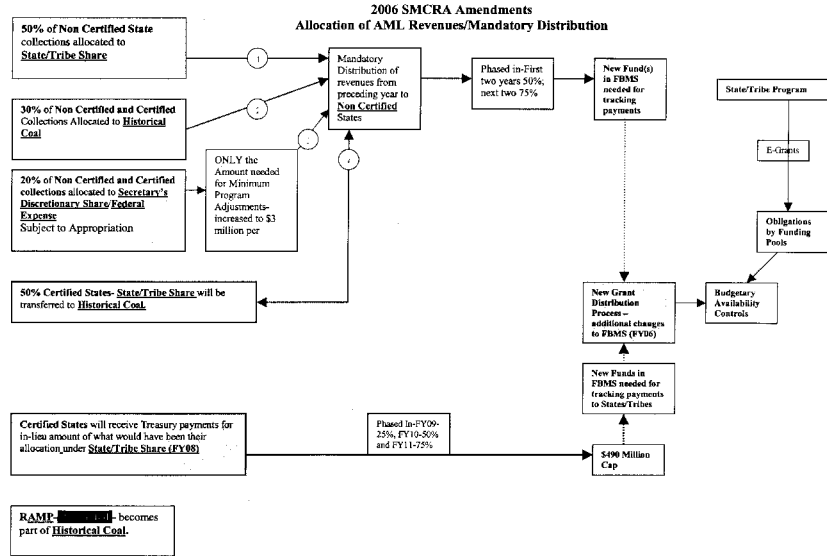 2006 SMCRA Amendments
Allocation of AML Revenues/Mandatory Distribution
50% of Non Certified State
collections allocated to
State/Tribe Share
30% of Non Certified and Certified
Collections Allocated to Historical
Coal
20% of Non Certified and Certified
collections allocated to Secretary's
Discretionary Share/Federal
Expense
Subject to Appropriation
ONLY the
Amount needed
for Minimum
Program
Adjustments-
increased to $3
million per
50% Certified States- State/Tribe Share will be
transferred to Historical Coal.
Mandatory
Distribution of
revenues from
preceding year to
Non Certified
States
Phased in-First
two years 50%;
next two 75%
New Fund(s)
in FBMS
needed for
tracking
payments
State/Tribe Program
E-Grants
Obligations
by Funding
Pools
New Grant
Distribution
Process –
additional changes
to FBMS (FY06)
Budgetary
Availability
Controls
New Funds in
FBMS needed for
tracking payments
to States/Tribes
Certified States will receive Treasury payments for
in-lieu amount of what would have been their
allocation under State/Tribe Share (FY08)
Phased In-FY09-
25%, FY10-50%
and FY11-75%
$490 Million
Cap
RAMP- - becomes
part of Historical Coal.